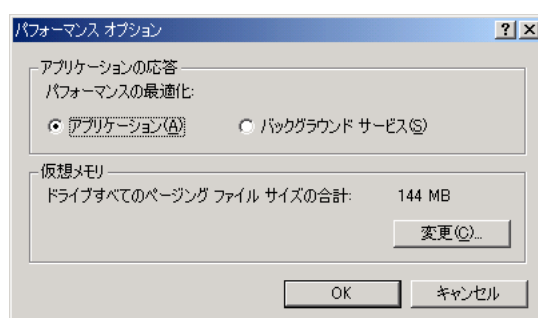 パフォーマンス オプション
アプリケーションの応答
パフォーマンスの最適化:
アプリケーション(A) バックグラウンド サービス(S)
仮想メモリ
ドライブすべてのページング ファイル サイズの合計: 144 MB
変更(C)...
OK キャンセル